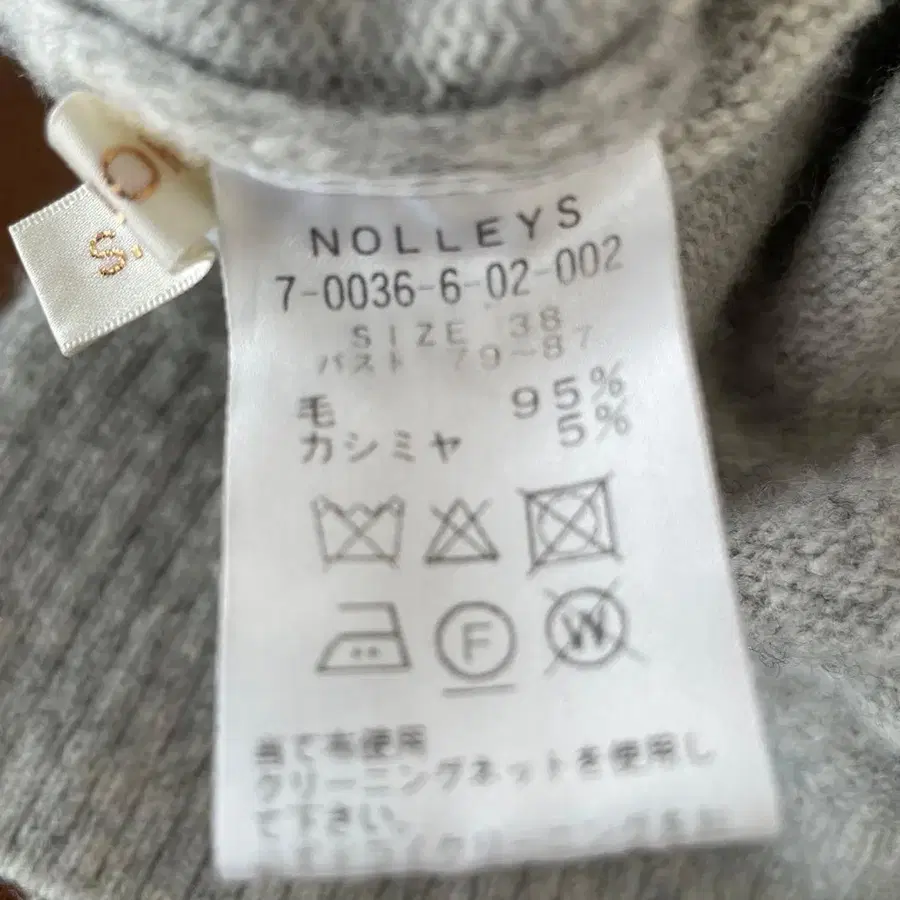 NOLLEYS
7-0036-6-02-002
SIZE 38
バスト 79~87
毛 95%
カシミヤ 5%
F
W
当て布使用
クリーニングネットを使用し
て下さい。